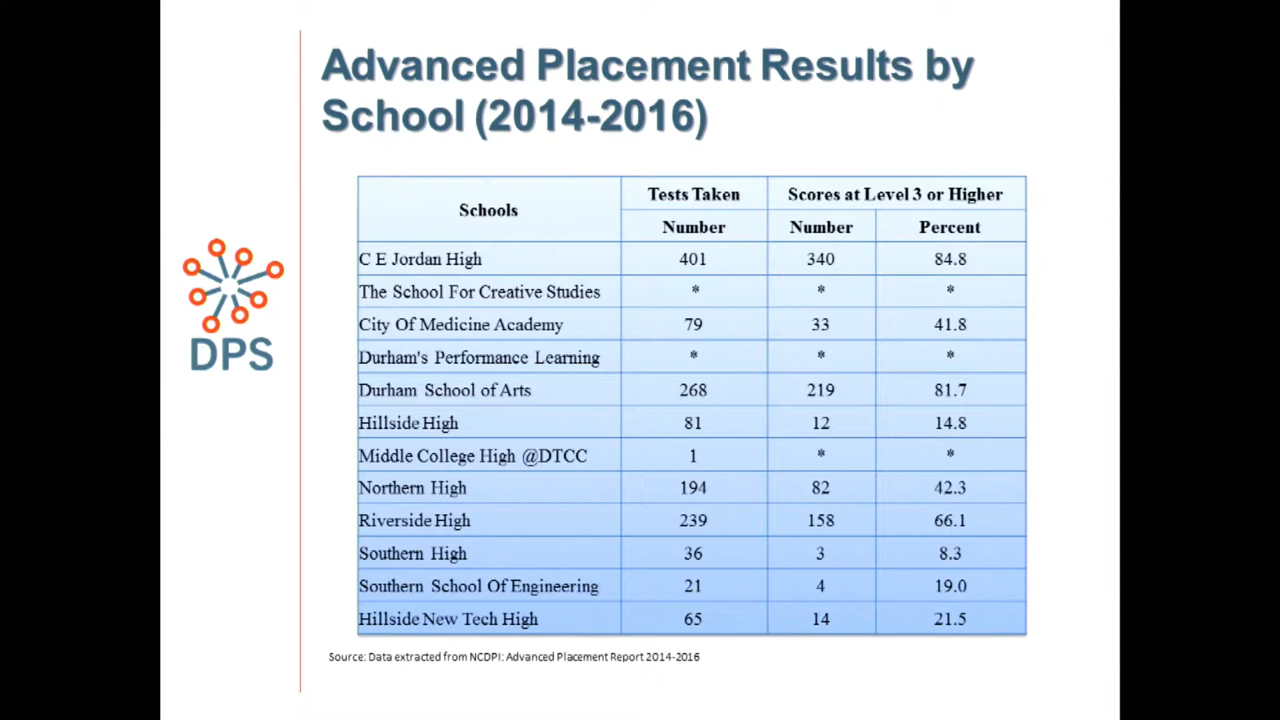 Advanced Placement Results by
School (2014-2016)
Schools Tests Taken Scores at Level 3 or Higher
Number Number Percent
C E Jordan High 401 340 84.8
The School For Creative Studies * * *
City Of Medicine Academy 79 33 41.8
Durham's Performance Learning * * *
Durham School of Arts 268 219 81.7
Hillside High 81 12 14.8
Middle College High @DTCC 1 * *
Northern High 194 82 42.3
Riverside High 239 158 66.1
Southern High 36 3 8.3
Southern School Of Engineering 21 4 19.0
Hillside New Tech High 65 14 21.5
Source: Data extracted from NCDPI: Advanced Placement Report 2014-2016
DPS